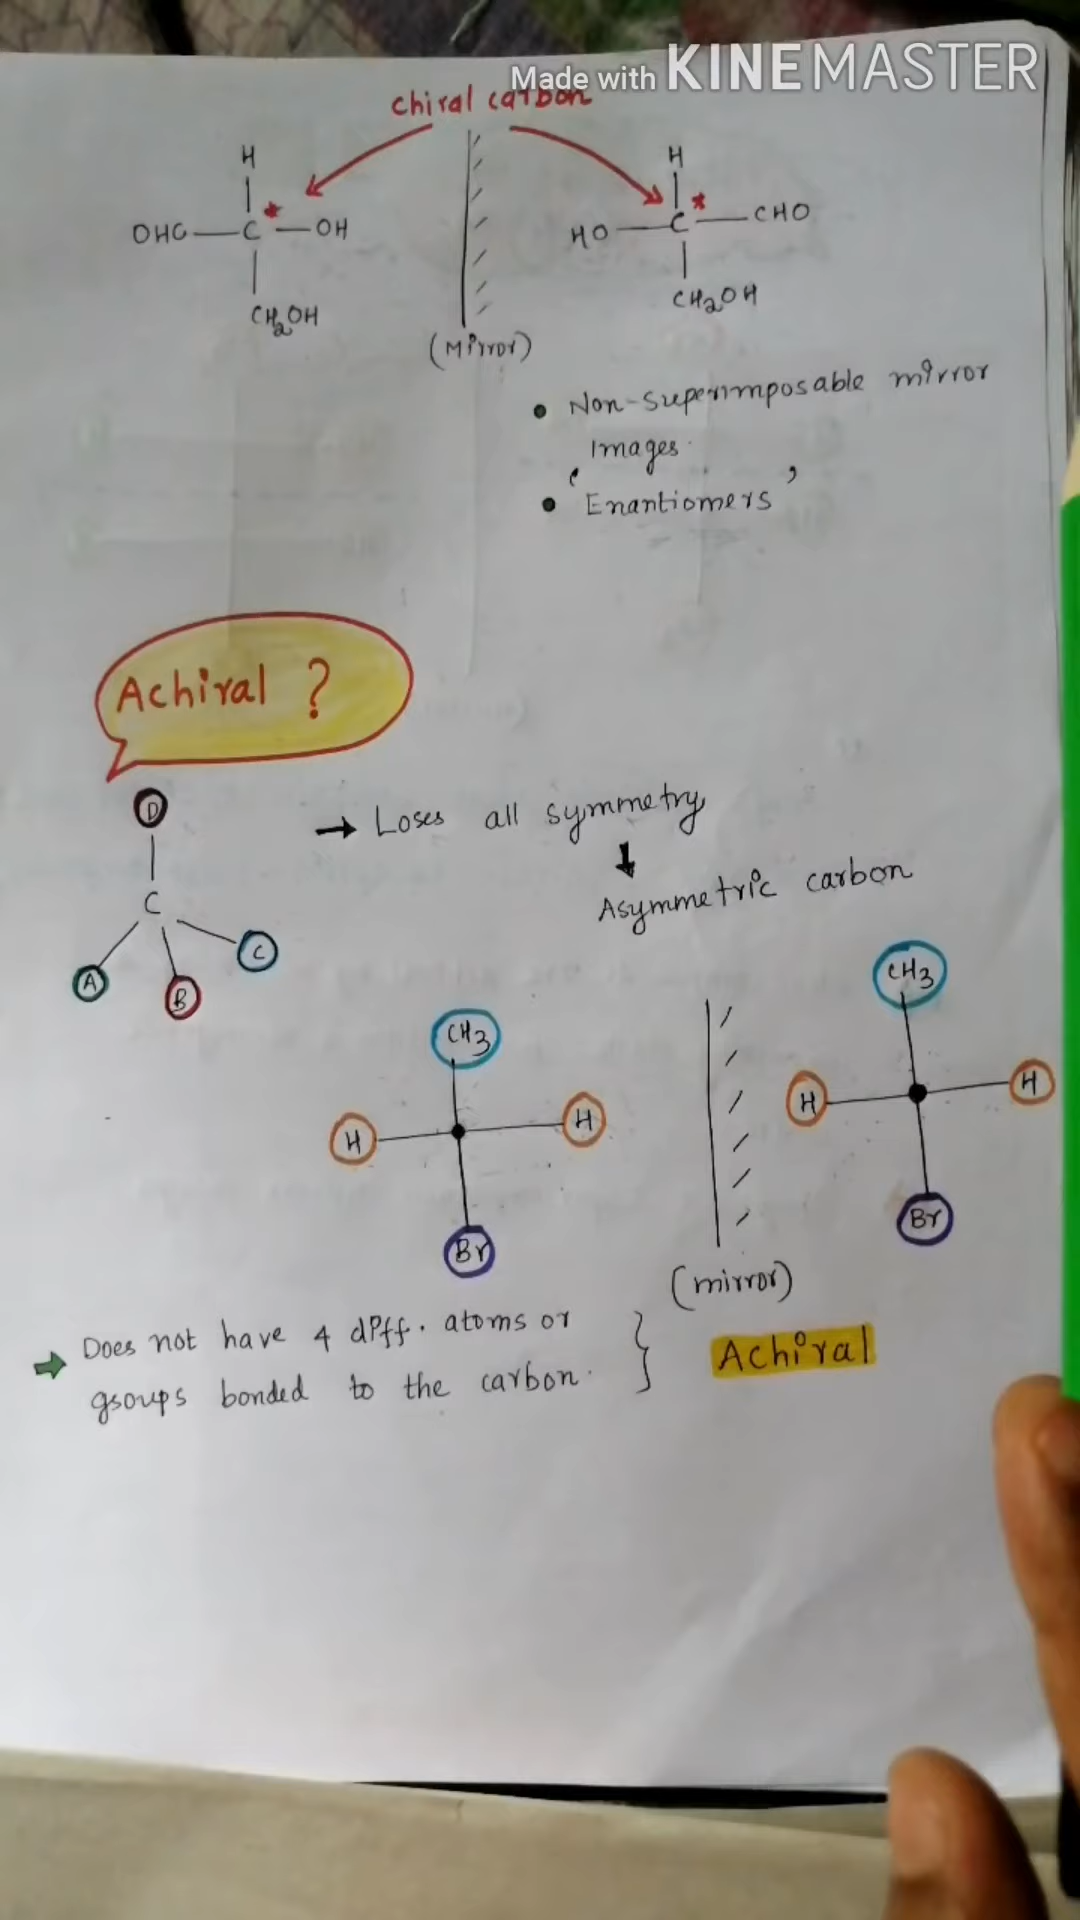 Made with KINEMASTER
chiral carbon
H
OHC — C * — OH
CH2OH
(Mirror)
H
HO — C * — CHO
CH2OH
• Non-superimposable mirror
images.
• ‘Enantiomers’
Achiral ?
D
C
A B C
→ Loses all symmetry
↓
Asymmetric carbon
CH3
H H
Br
(mirror)
CH3
H H
Br
Does not have 4 diff. atoms or
groups bonded to the carbon.
} Achiral